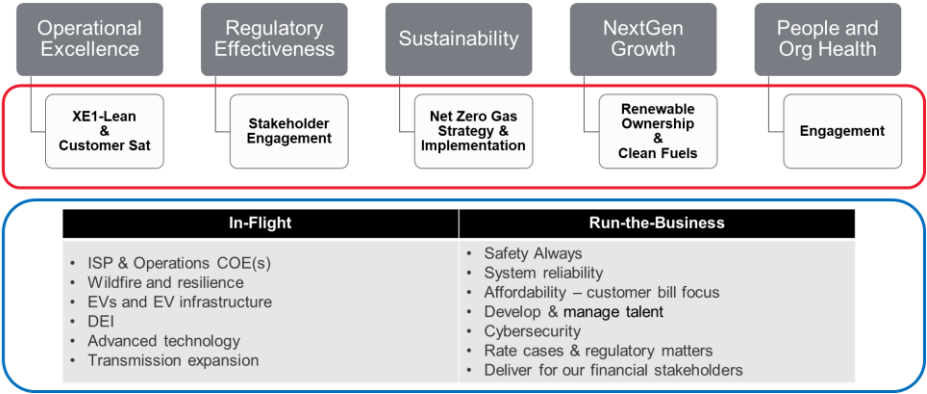 Operational
Excellence
Regulatory
Effectiveness
Sustainability
NextGen
Growth
People and
Org Health
XE1-Lean
&
Customer Sat
Stakeholder
Engagement
Net Zero Gas
Strategy &
Implementation
Renewable
Ownership
&
Clean Fuels
Engagement
In-Flight
• ISP & Operations COE(s)
• Wildfire and resilience
• EVs and EV infrastructure
• DEI
• Advanced technology
• Transmission expansion
Run-the-Business
• Safety Always
• System reliability
• Affordability – customer bill focus
• Develop & manage talent
• Cybersecurity
• Rate cases & regulatory matters
• Deliver for our financial stakeholders